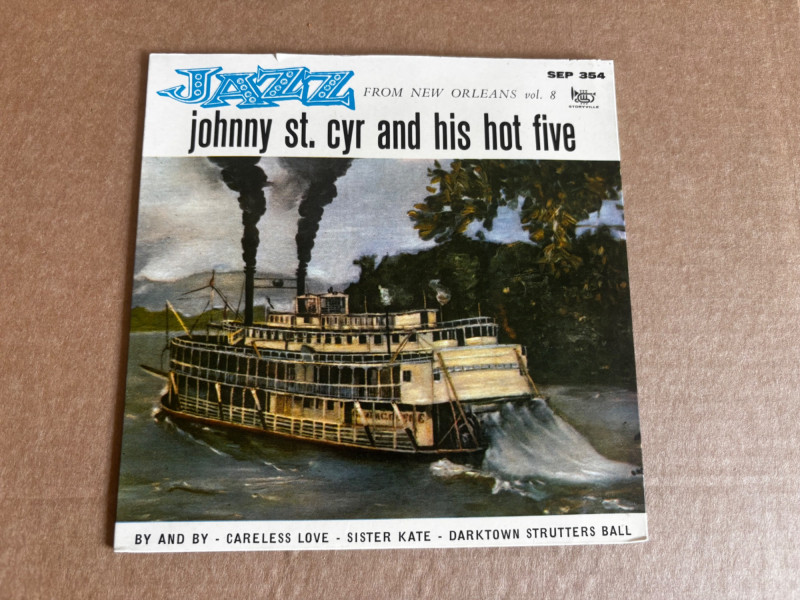 JAZZ FROM NEW ORLEANS vol. 8
SEP 354
STORYVILLE
johnny st. cyr and his hot five
BY AND BY - CARELESS LOVE - SISTER KATE - DARKTOWN STRUTTERS BALL